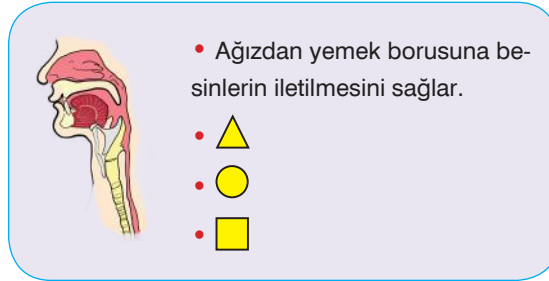 • Ağızdan yemek borusuna be-
sinlerin iletilmesini sağlar.
•
•
•